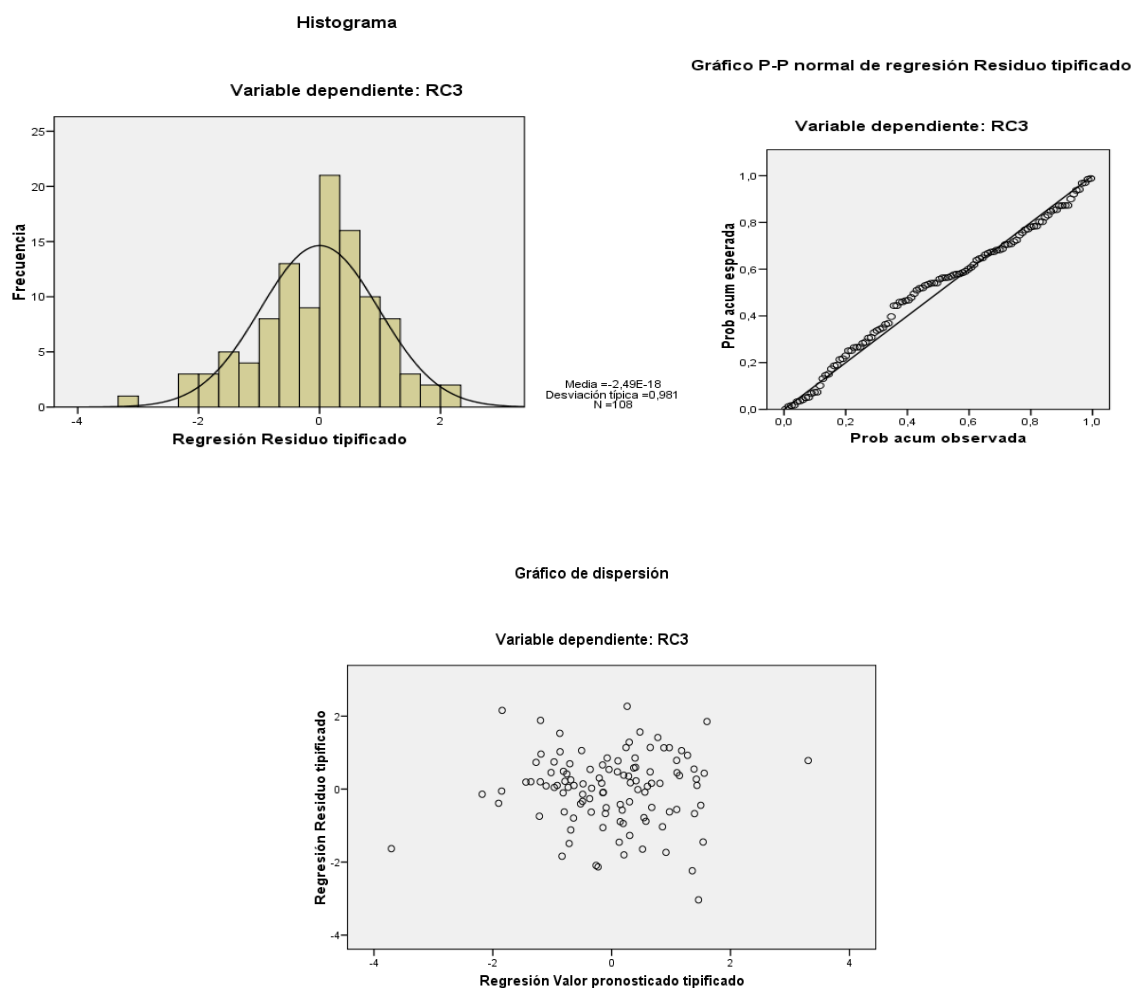 Histograma
Variable dependiente: RC3
Frecuencia
25
20
15
10
5
0
-4
-2
0
2
Regresión Residuo tipificado
Media =-2,49E-18
Desviación típica =0,981
N =108
Gráfico P-P normal de regresión Residuo tipificado
Variable dependiente: RC3
Prob acum esperada
1,0
0,8
0,6
0,4
0,2
0,0
0,0
0,2
0,4
0,6
0,8
1,0
Prob acum observada
Gráfico de dispersión
Variable dependiente: RC3
Regresión Residuo tipificado
2
0
-2
-4
-4
-2
0
2
4
Regresión Valor pronosticado tipificado